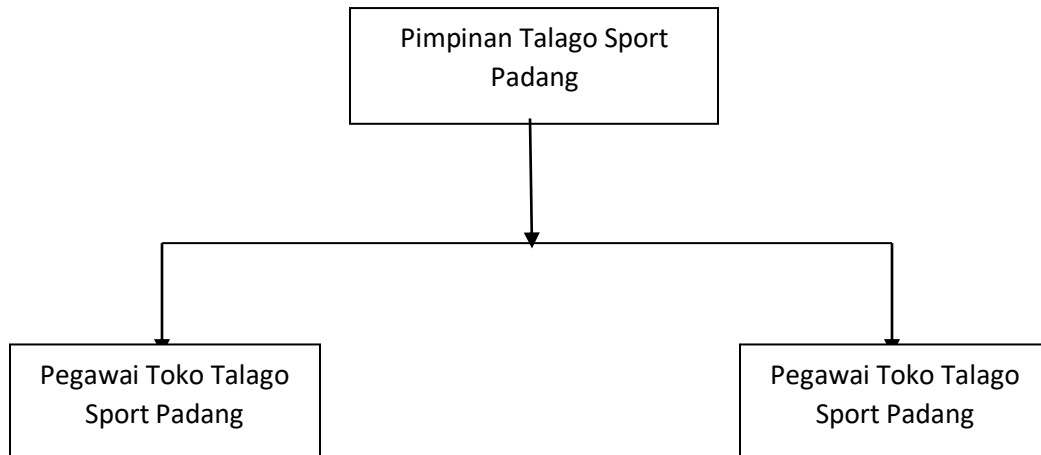 Pimpinan Talago Sport
Padang
Pegawai Toko Talago
Sport Padang
Pegawai Toko Talago
Sport Padang